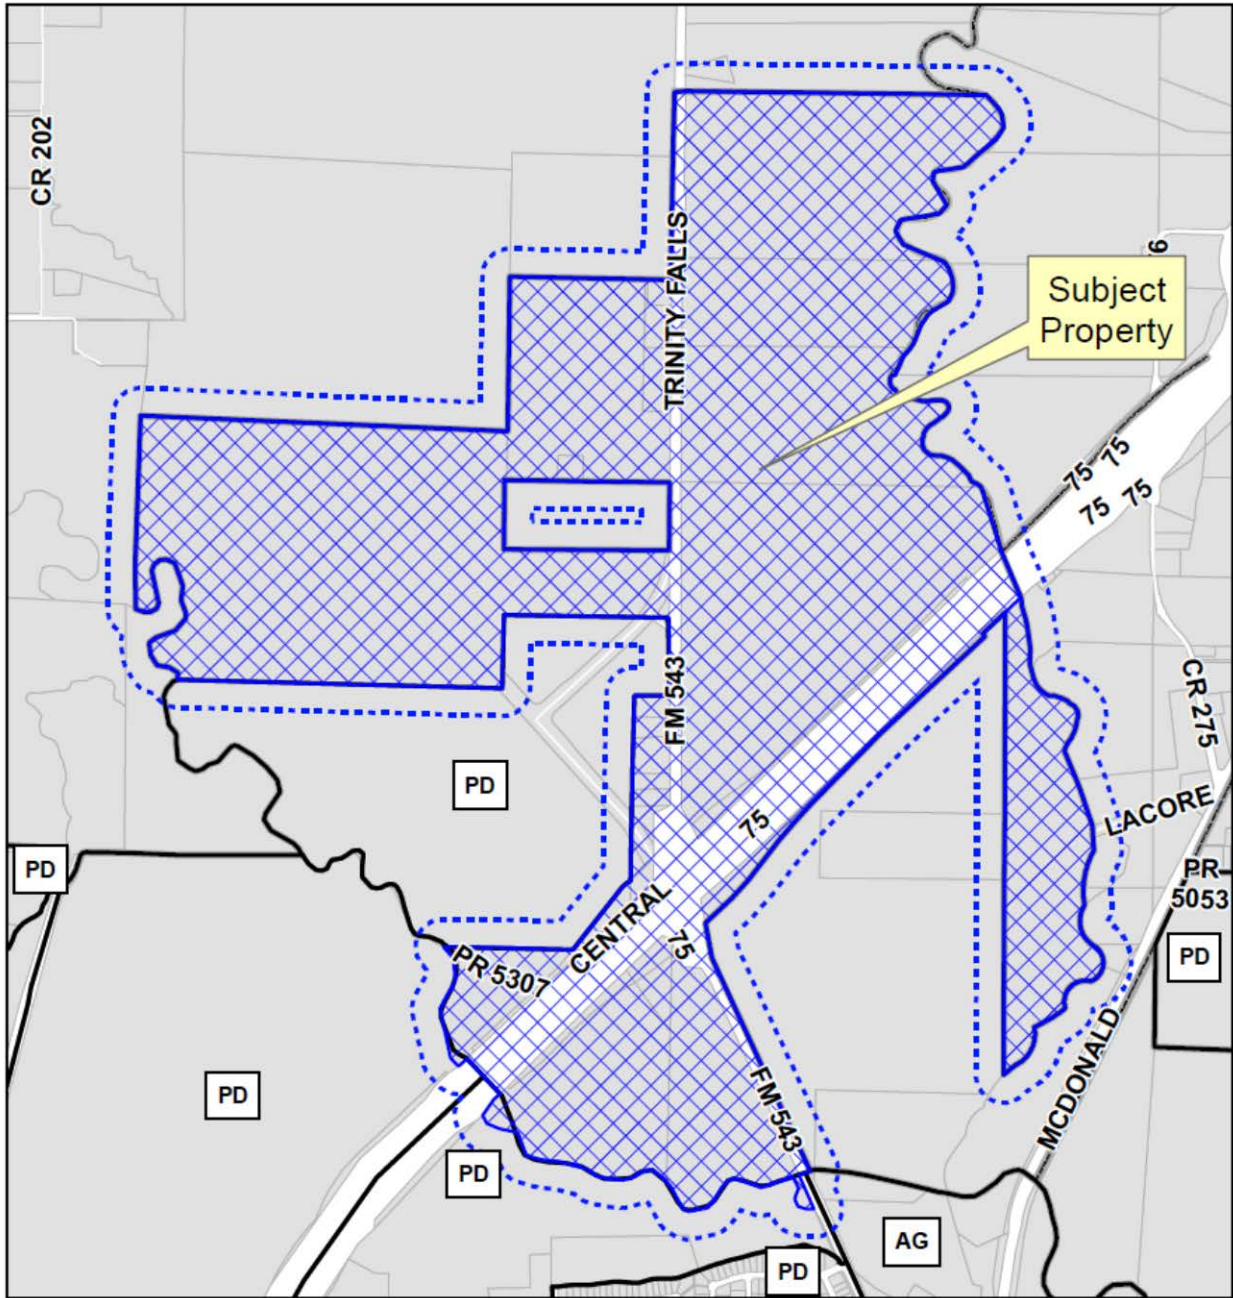 CR 202
TRINITY FALLS
6
Subject
Property
75
75
75
75
FM 543
CR 275
PD
75
LACORE
PD
PR
5053
CENTRAL
75
PR 5307
PD
PD
MCDONALD
FM 543
PD
AG
PD